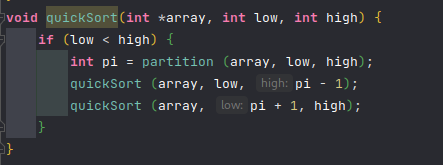 void quickSort(int *array, int low, int high) {
if (low < high) {
int pi = partition (array, low, high);
quickSort (array, low, high: pi - 1);
quickSort (array, low: pi + 1, high);
}
}